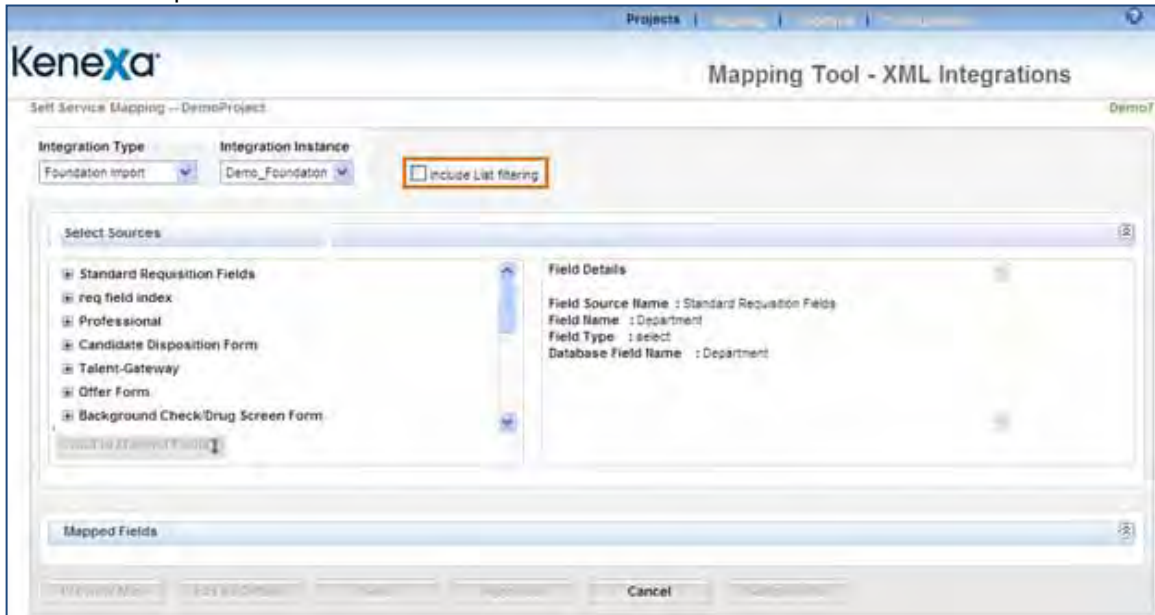 Projects
Kenexa
Mapping Tool - XML Integrations
Self Service Mapping -- DemoProject
Demo7
Integration Type Integration Instance
Foundation Import Demo_Foundation Include List filtering
Select Sources
Standard Requisition Fields
req field index
Professional
Candidate Disposition Form
Talent-Gateway
Offer Form
Background Check/Drug Screen Form
Field Details
Field Source Name : Standard Requisition Fields
Field Name : Department
Field Type : select
Database Field Name : Department
Mapped Fields
Cancel